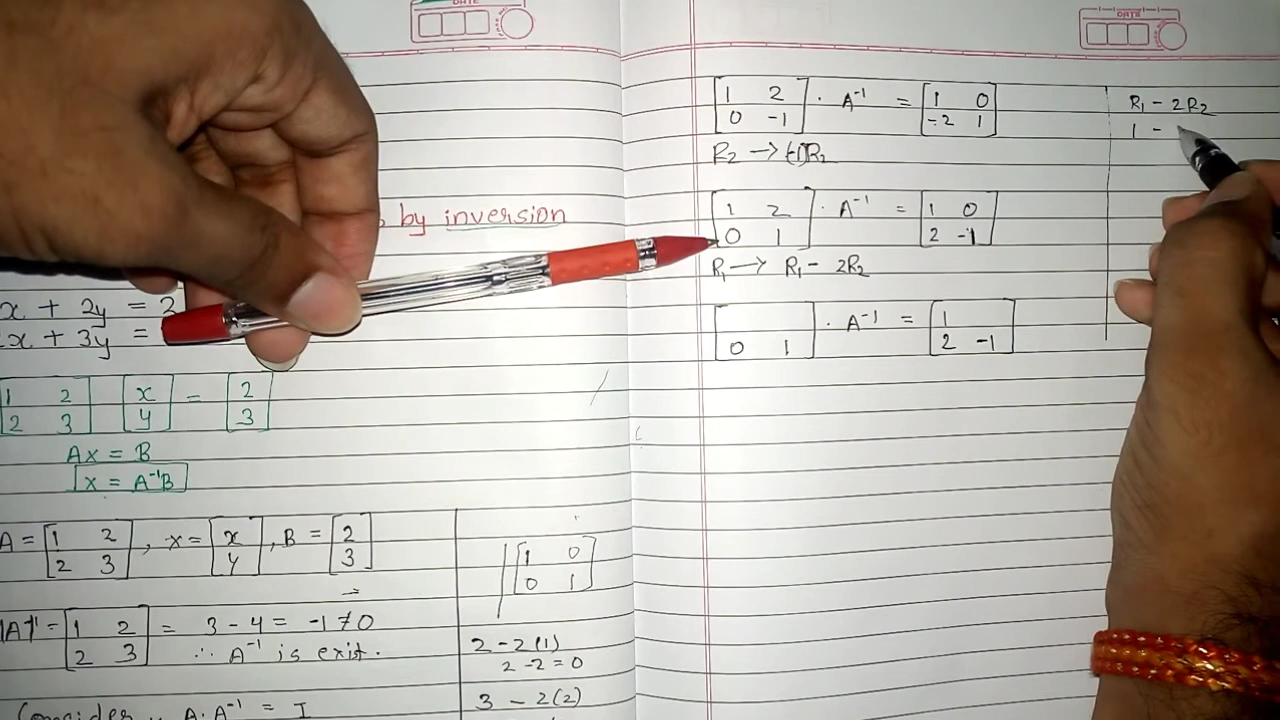 DATE
by inversion
x + 2y = 2
2x + 3y =
[1 2 [x = [2
2 3] y] 3]
AX = B
X = A⁻¹B
A = [1 2 , X = [x , B = [2
2 3] y] 3]
|A| = |1 2 = 3 - 4 = -1 ≠ 0
2 3| ∴ A⁻¹ is exit.
Consider, A·A⁻¹ = I
[1 0
0 1]
2 - 2(1)
2 - 2 = 0
3 - 2(2)
DATE
[1 2 · A⁻¹ = [1 0
0 -1] -2 1]
R₂ → (-1)R₂
[1 2 · A⁻¹ = [1 0
0 1] 2 -1]
R₁ → R₁ - 2R₂
[ ] · A⁻¹ = [1
0 1 2 -1]
R₁ - 2R₂
1 -